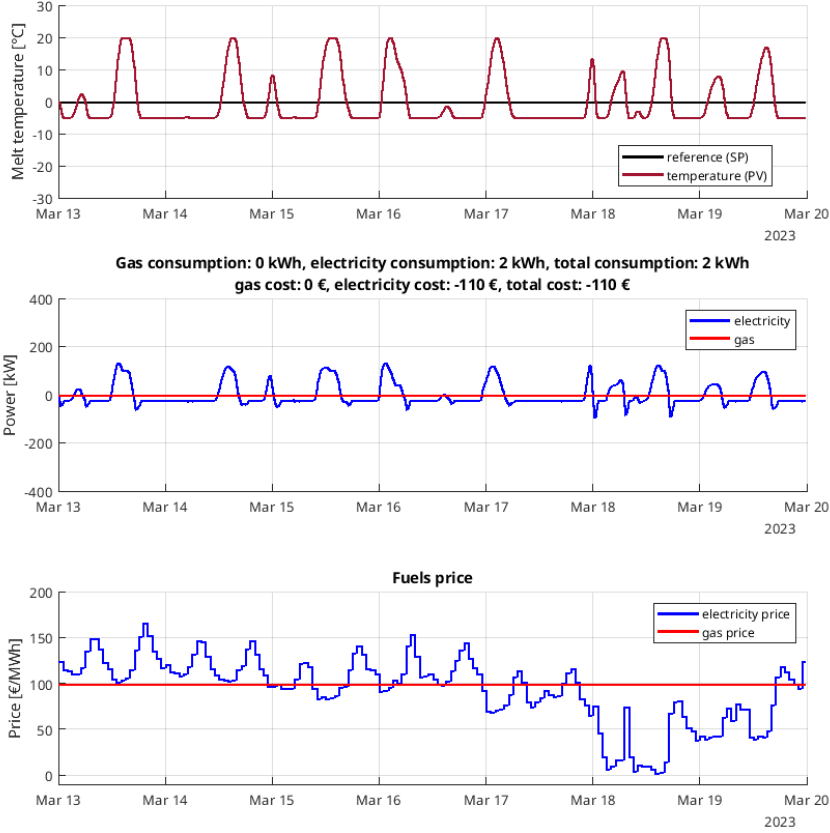 Melt temperature [°C]
30
20
10
0
-10
-20
-30
reference (SP)
temperature (PV)
Mar 13 Mar 14 Mar 15 Mar 16 Mar 17 Mar 18 Mar 19 Mar 20
2023
Gas consumption: 0 kWh, electricity consumption: 2 kWh, total consumption: 2 kWh
gas cost: 0 €, electricity cost: -110 €, total cost: -110 €
Power [kW]
400
200
0
-200
-400
electricity
gas
Mar 13 Mar 14 Mar 15 Mar 16 Mar 17 Mar 18 Mar 19 Mar 20
2023
Fuels price
Price [€/MWh]
200
150
100
50
0
electricity price
gas price
Mar 13 Mar 14 Mar 15 Mar 16 Mar 17 Mar 18 Mar 19 Mar 20
2023